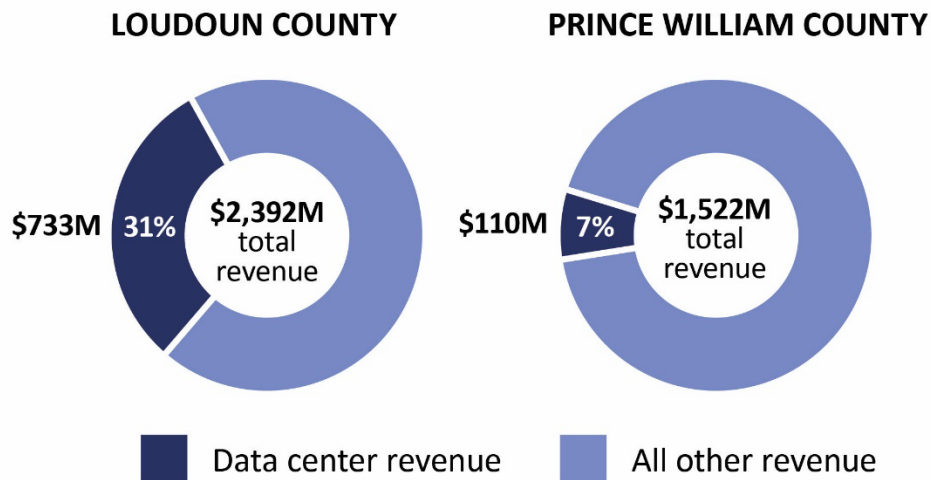 LOUDOUN COUNTY
$733M
31%
$2,392M
total
revenue
PRINCE WILLIAM COUNTY
$110M
7%
$1,522M
total
revenue
Data center revenue
All other revenue